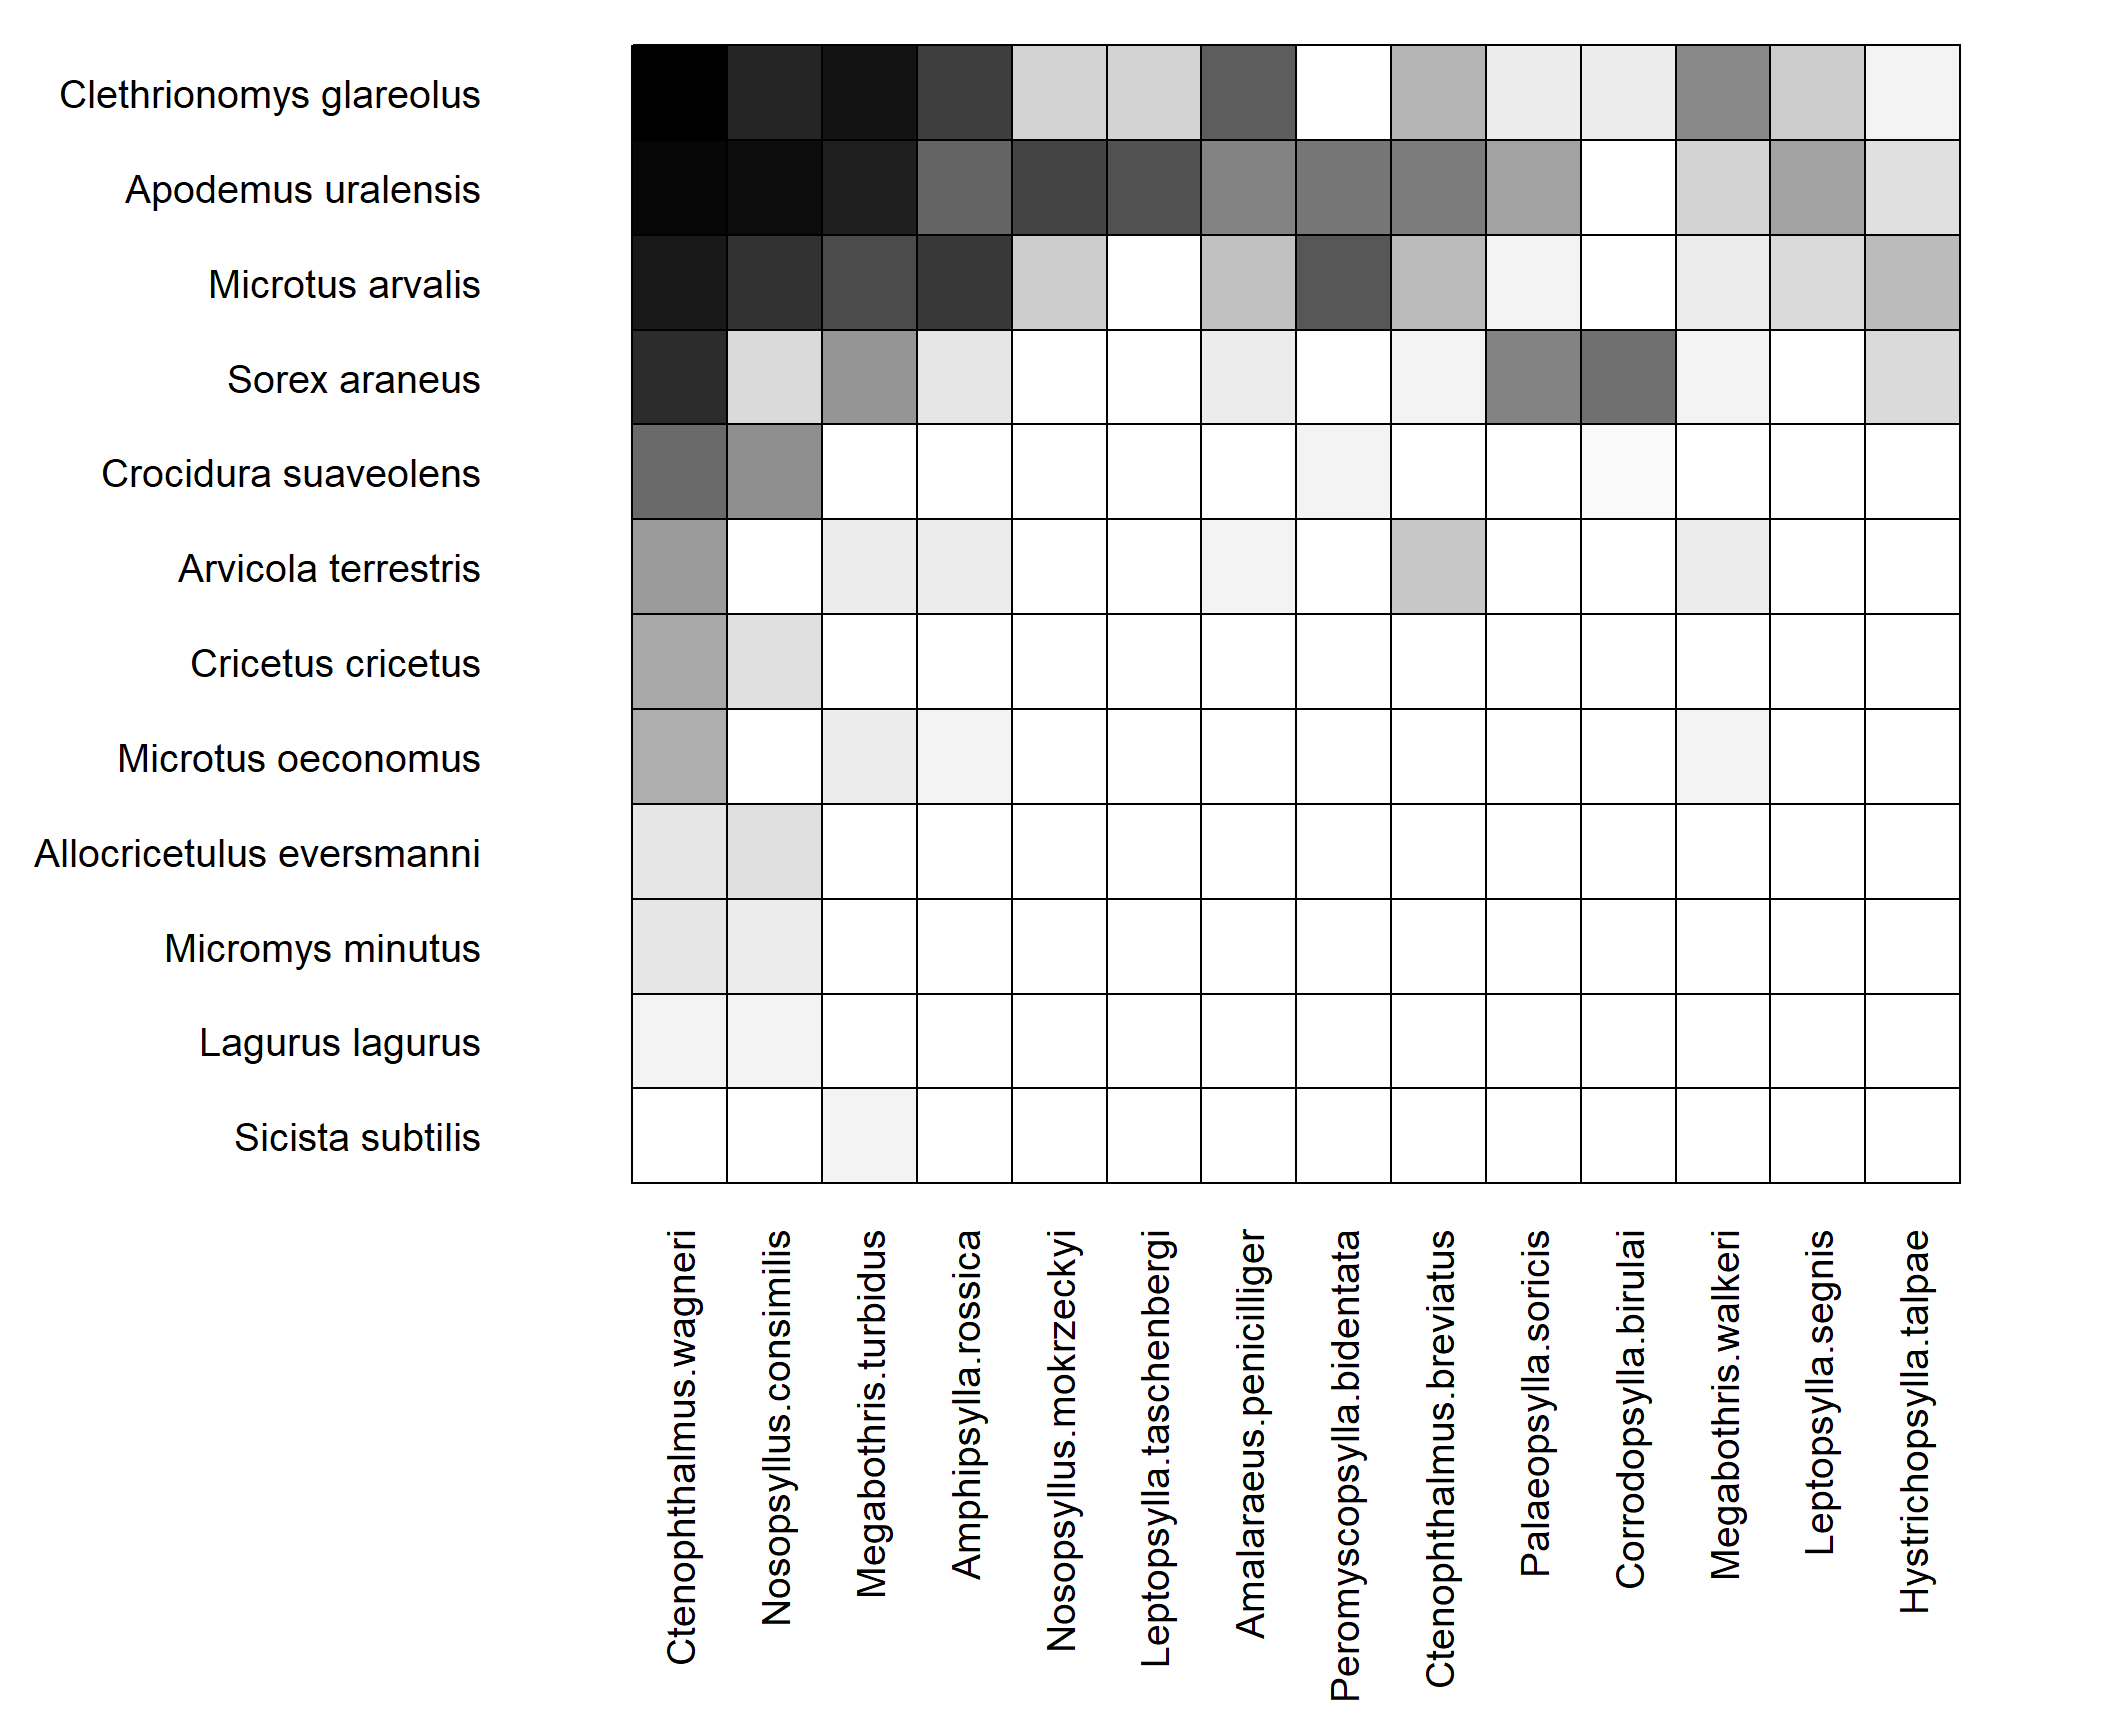 Clethrionomys glareolus
Apodemus uralensis
Microtus arvalis
Sorex araneus
Crocidura suaveolens
Arvicola terrestris
Cricetus cricetus
Microtus oeconomus
Allocricetulus eversmanni
Micromys minutus
Lagurus lagurus
Sicista subtilis
Ctenophthalmus.wagneri
Nosopsyllus.consimilis
Megabothris.turbidus
Amphipsylla.rossica
Nosopsyllus.mokrzeckyi
Leptopsylla.taschenbergi
Amalaraeus.penicilliger
Peromyscopsylla.bidentata
Ctenophthalmus.breviatus
Palaeopsylla.soricis
Corrodopsylla.birulai
Megabothris.walkeri
Leptopsylla.segnis
Hystrichopsylla.talpae